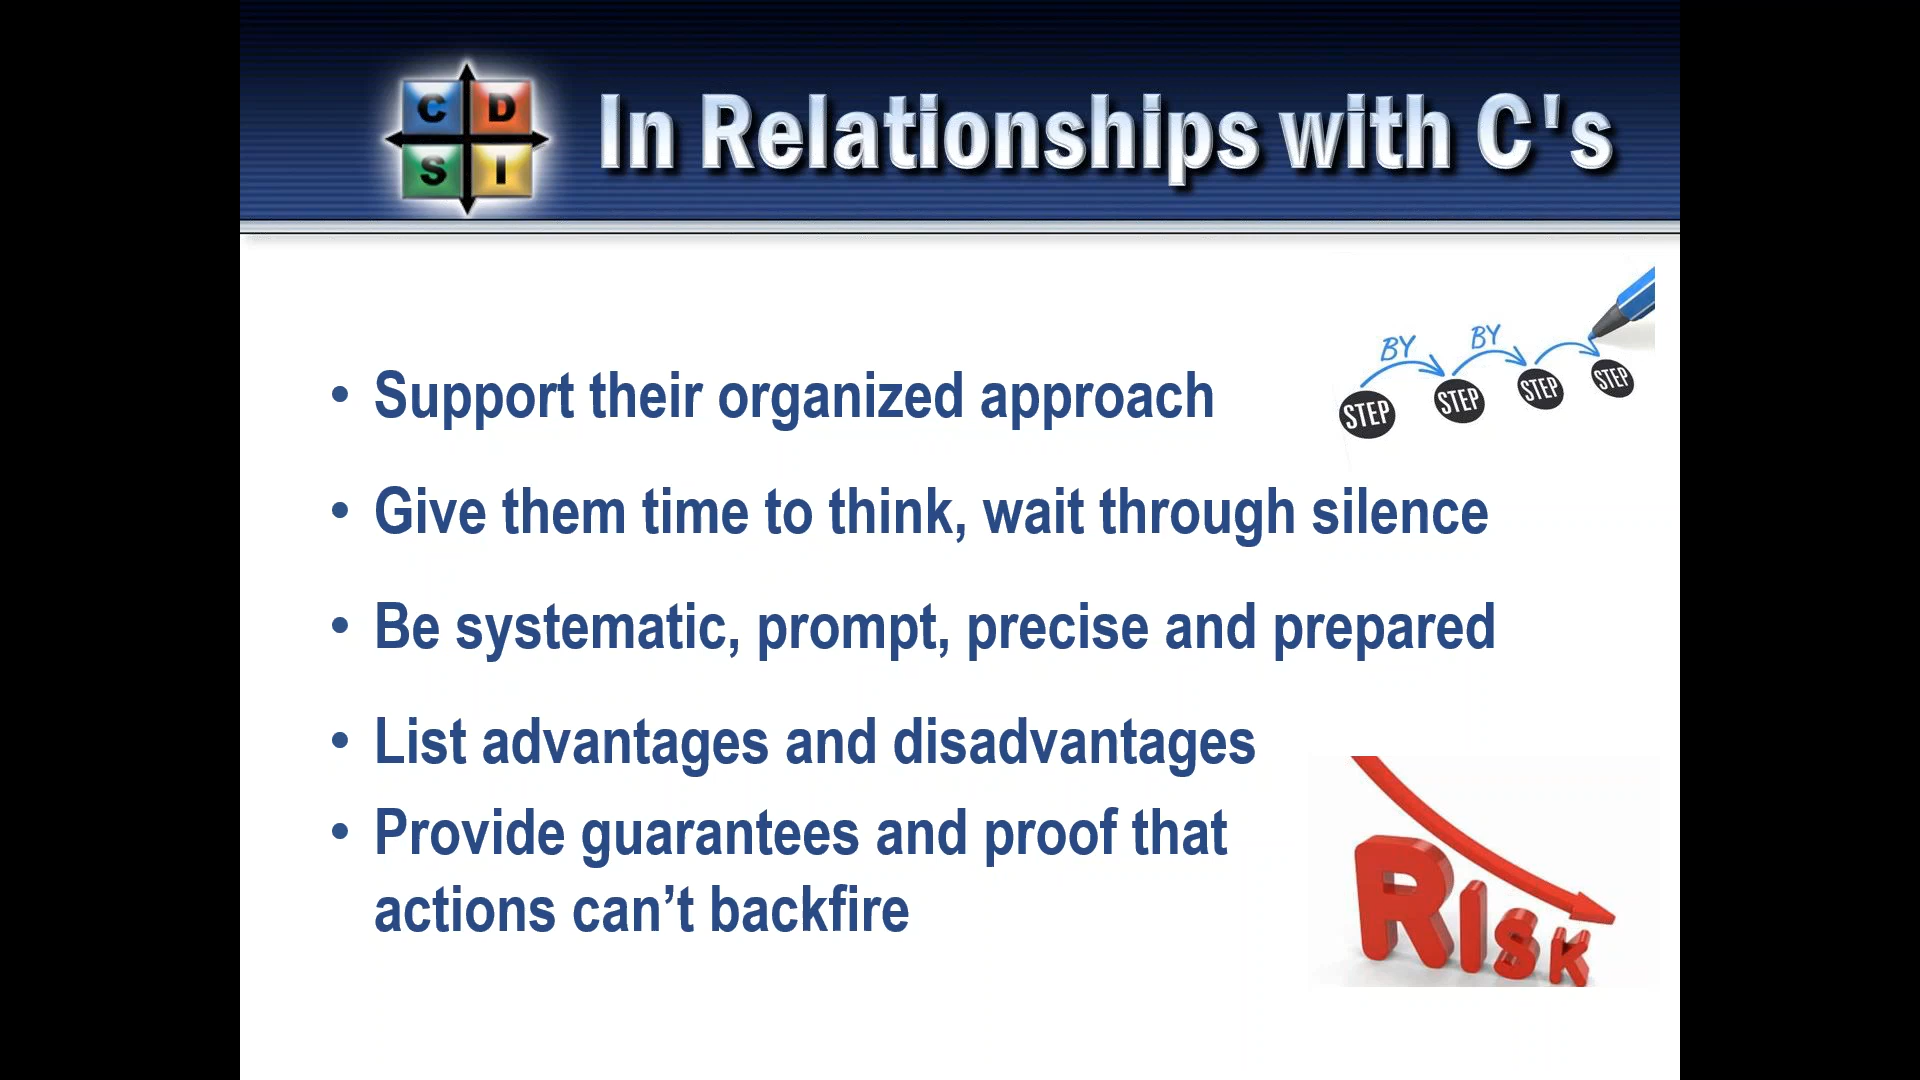 C D
S I
In Relationships with C's
BY BY
STEP STEP STEP STEP
• Support their organized approach
• Give them time to think, wait through silence
• Be systematic, prompt, precise and prepared
• List advantages and disadvantages
• Provide guarantees and proof that
actions can’t backfire
RISK